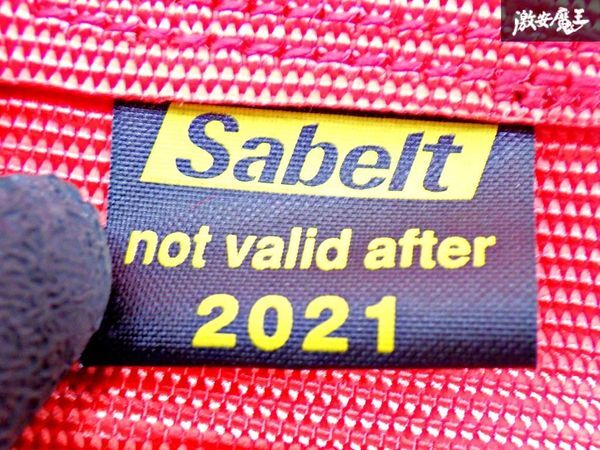 激安魔王
Sabelt
not valid after
2021